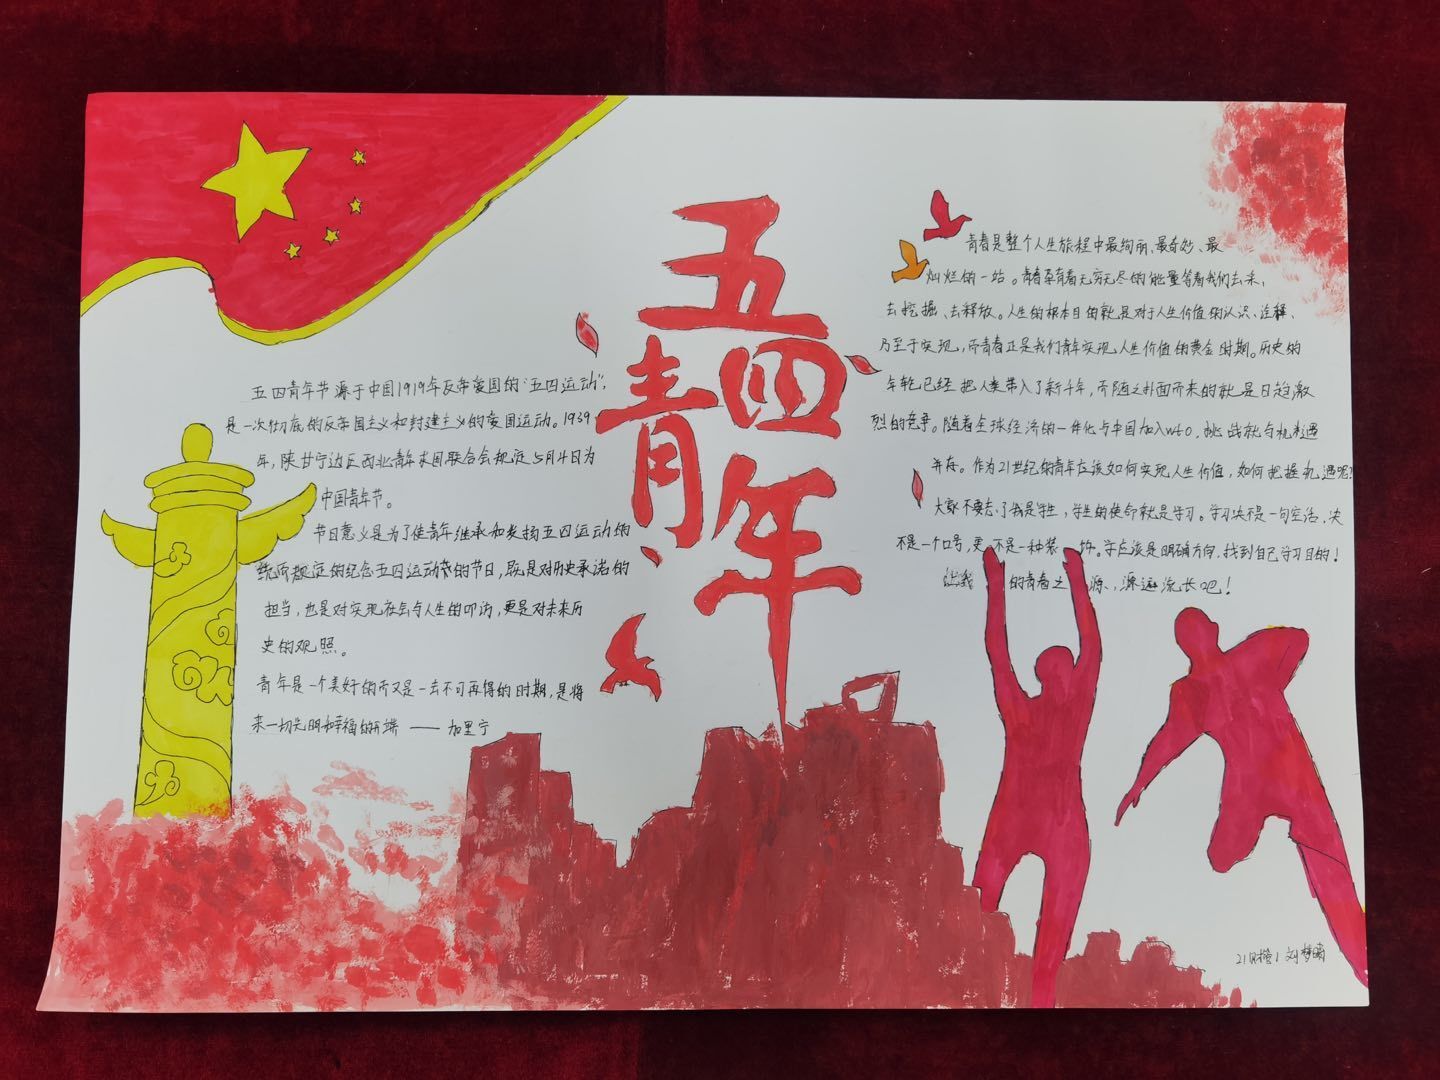 五四
青年
五四青年节源于中国1919年反帝爱国的"五四运动",
是一次彻底的反帝国主义和封建主义的爱国运动。1939
年,陕甘宁边区西北青年救国联合会规定5月4日为
中国青年节。
节日意义是为了使青年继承和发扬五四运动的
统而规定的纪念五四运动的节日,既是对历史承诺的
担当,也是对实现社会与人生的叩访,更是对未来历
史的观照。
青年是一个美好的而又是一去不可再得的时期,是将
来一切光明和幸福的开端 —— 加里宁
青春是整个人生旅程中最绚丽、最奇妙、最
灿烂的一站。青春孕育着无穷无尽的能量等着我们去采,
去挖掘、去释放。人生的根本目的就是对于人生价值的认识、诠释、
乃至于实现,而青春正是我们青年实现人生价值的黄金时期。历史的
年轮已经把人类带入了新千年,而随之扑面而来的就是日趋激
烈的竞争。随着全球经济的一体化与中国加入WTO,挑战就与机遇
并存。作为21世纪的青年应该如何实现人生价值,如何把握机遇呢!
大家不要忘了我是学生,学生的使命就是学习。学习决不是一句空话,决
不是一个口号,更不是一种装饰。学应该是明确方向,找到自己学习目的!
让我的青春之源、源远流长吧!
21财管1 刘梦